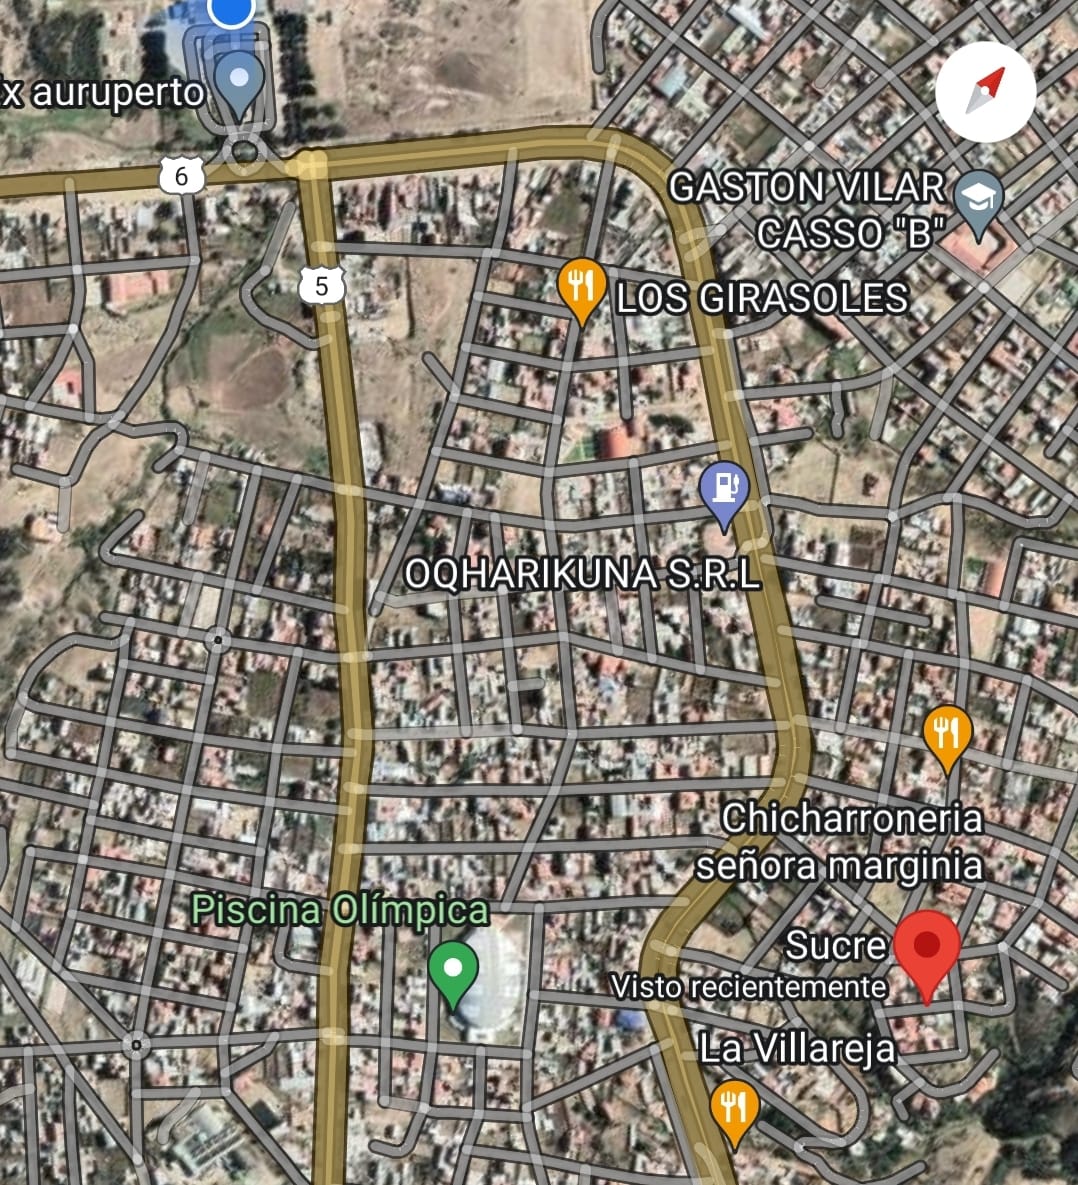 x auruperto
6
GASTON VILAR
CASSO "B"
5
LOS GIRASOLES
OQHARIKUNA S.R.L
Chicharroneria
señora marginia
Piscina Olímpica
Sucre
Visto recientemente
La Villareja